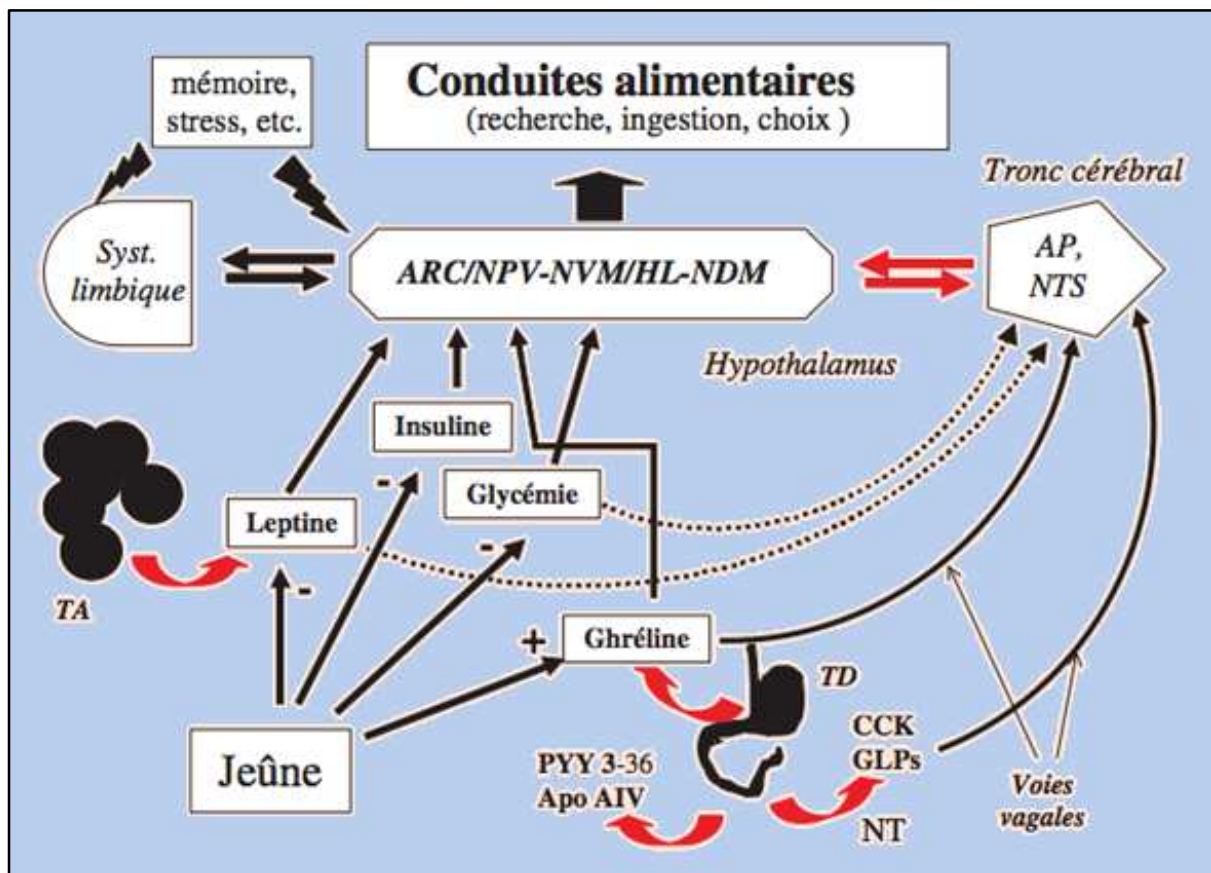 mémoire,
stress, etc.
Conduites alimentaires
(recherche, ingestion, choix )
Tronc cérébral
Syst.
limbique
ARC/NPV-NVM/HL-NDM
AP,
NTS
Hypothalamus
Insuline
-
Glycémie
-
Leptine
-
TA
+
Ghréline
TD
Jeûne
PYY 3-36
Apo AIV
CCK
GLPs
NT
Voies
vagales